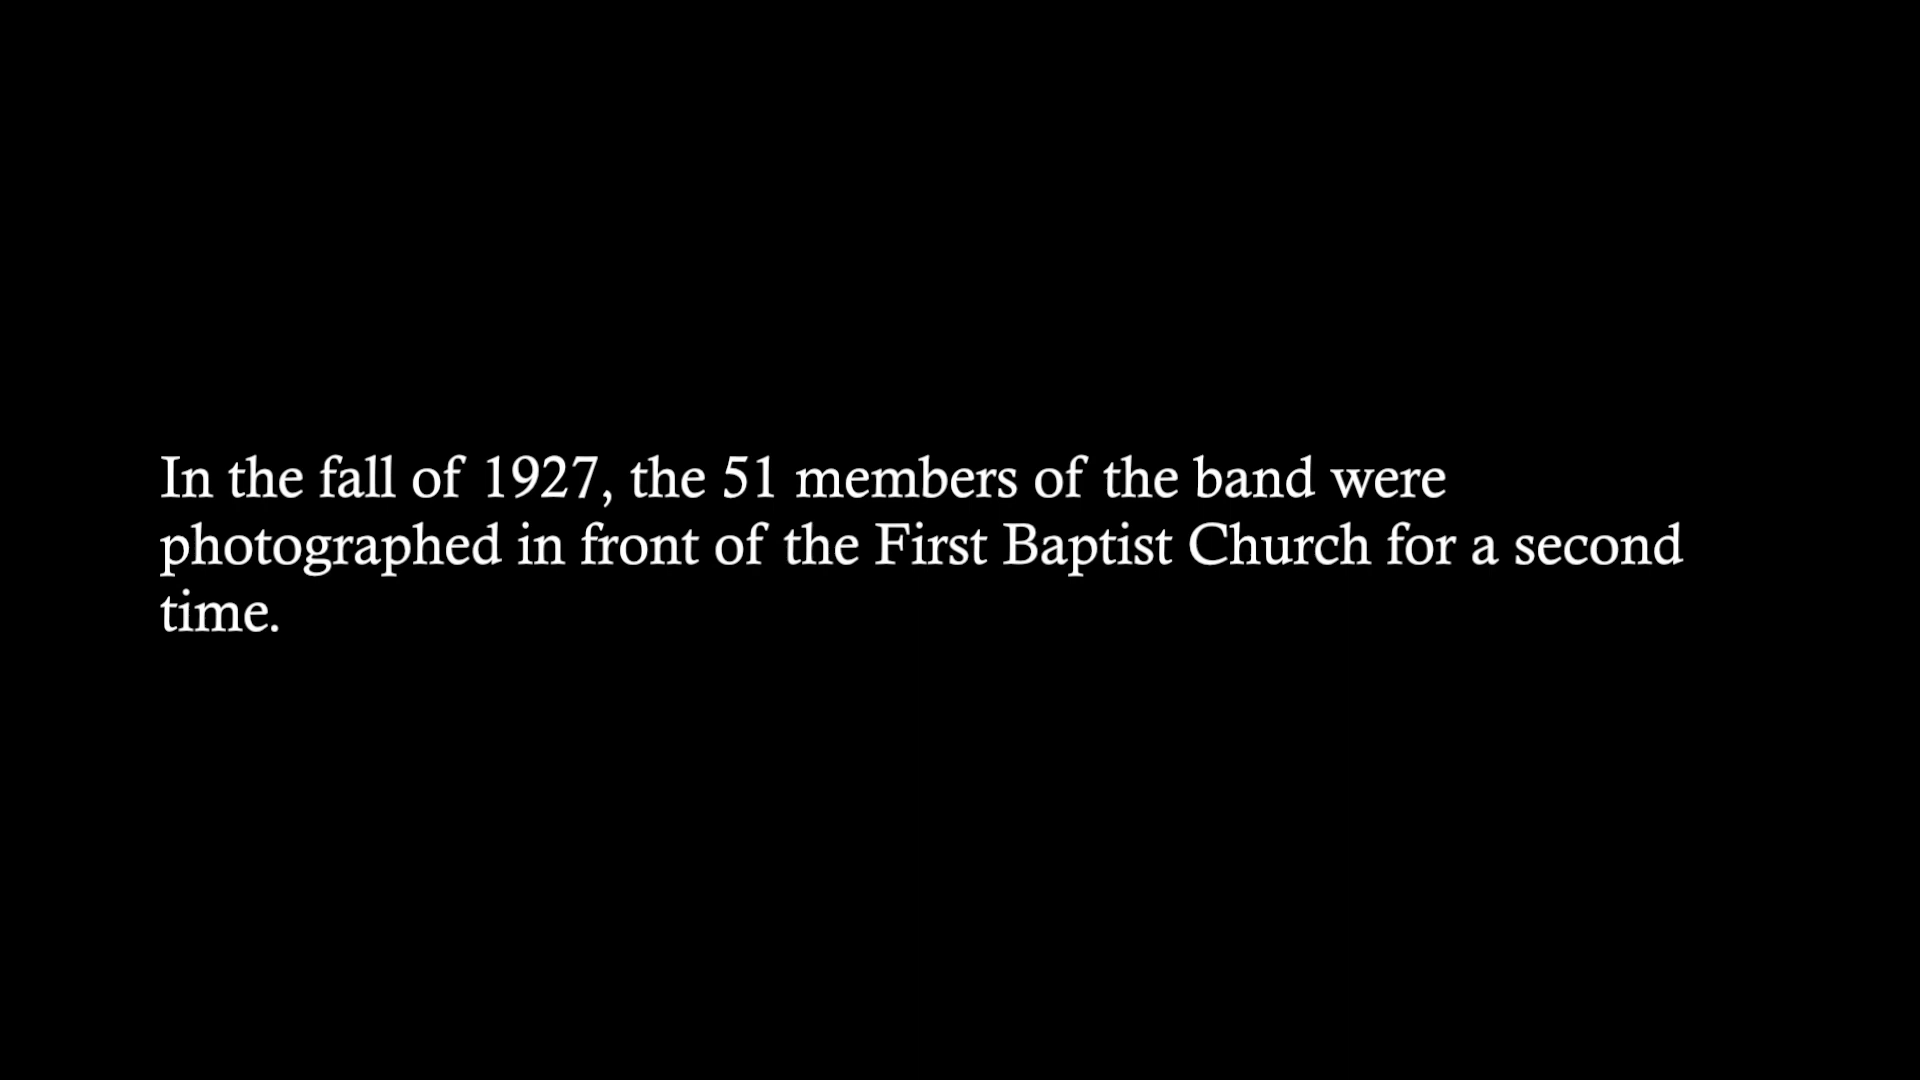 In the fall of 1927, the 51 members of the band were
photographed in front of the First Baptist Church for a second
time.